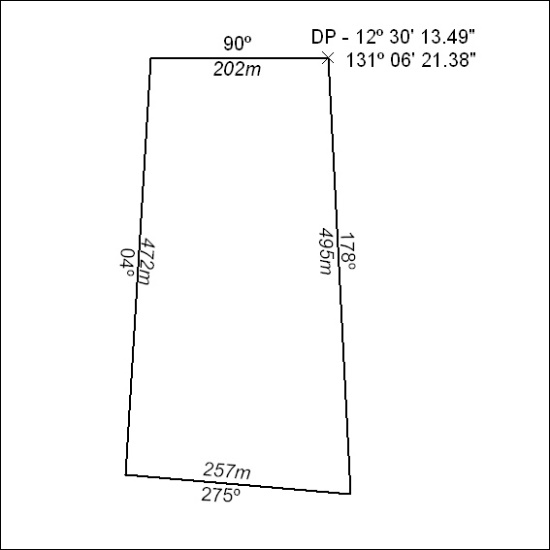 DP - 12º 30' 13.49"
90º
202m
131º 06' 21.38"
472m
04º
495m
178º
257m
275º